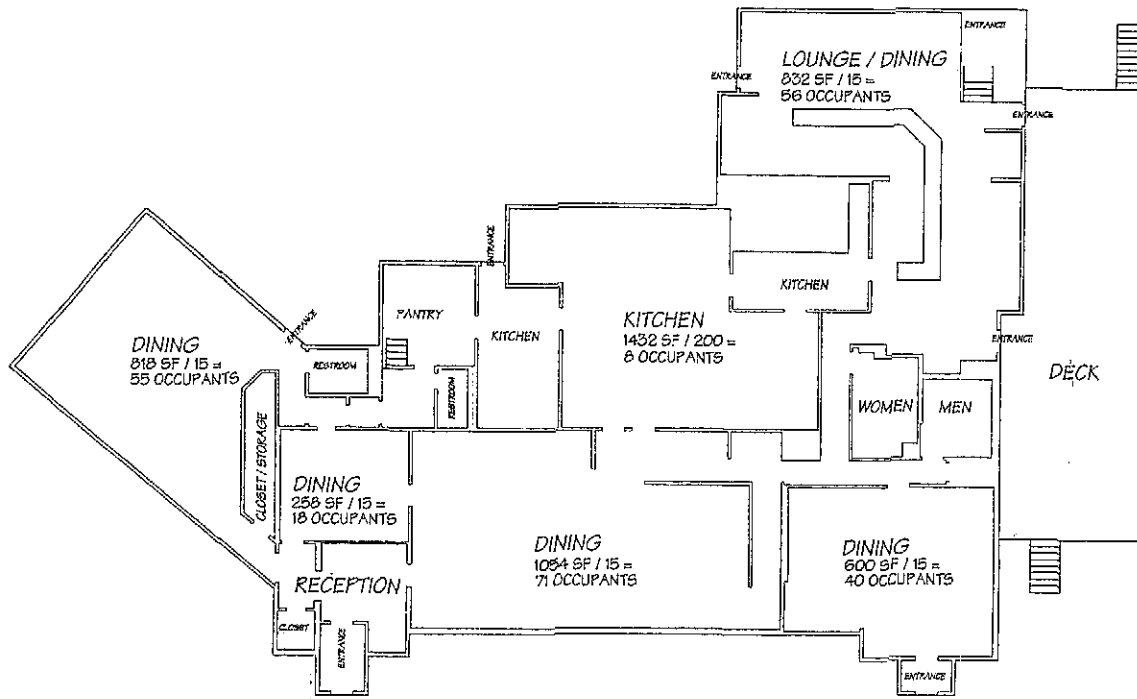 ENTRANCE
LOUNGE / DINING
832 SF / 15 =
56 OCCUPANTS
ENTRANCE
ENTRANCE
ENTRANCE
KITCHEN
PANTRY
KITCHEN
KITCHEN
1432 SF / 200 =
8 OCCUPANTS
ENTRANCE
DINING
818 SF / 15 =
55 OCCUPANTS
RESTROOM
RESTROOM
ENTRANCE
DECK
WOMEN
MEN
CLOSET / STORAGE
DINING
258 SF / 15 =
18 OCCUPANTS
DINING
1054 SF / 15 =
71 OCCUPANTS
DINING
600 SF / 15 =
40 OCCUPANTS
RECEPTION
CLOSET
ENTRANCE
ENTRANCE